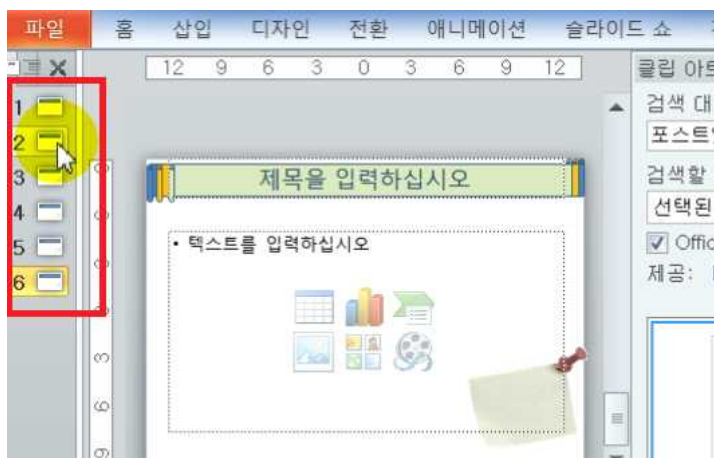 파일 홈 삽입 디자인 전환 애니메이션 슬라이드 쇼
12 9 6 3 0 3 6 9 12
클립 아트
1
2
3
4
5
6
제목을 입력하십시오
• 텍스트를 입력하십시오
검색 대
포스트
검색할
선택된
Offic
제공:
3
6